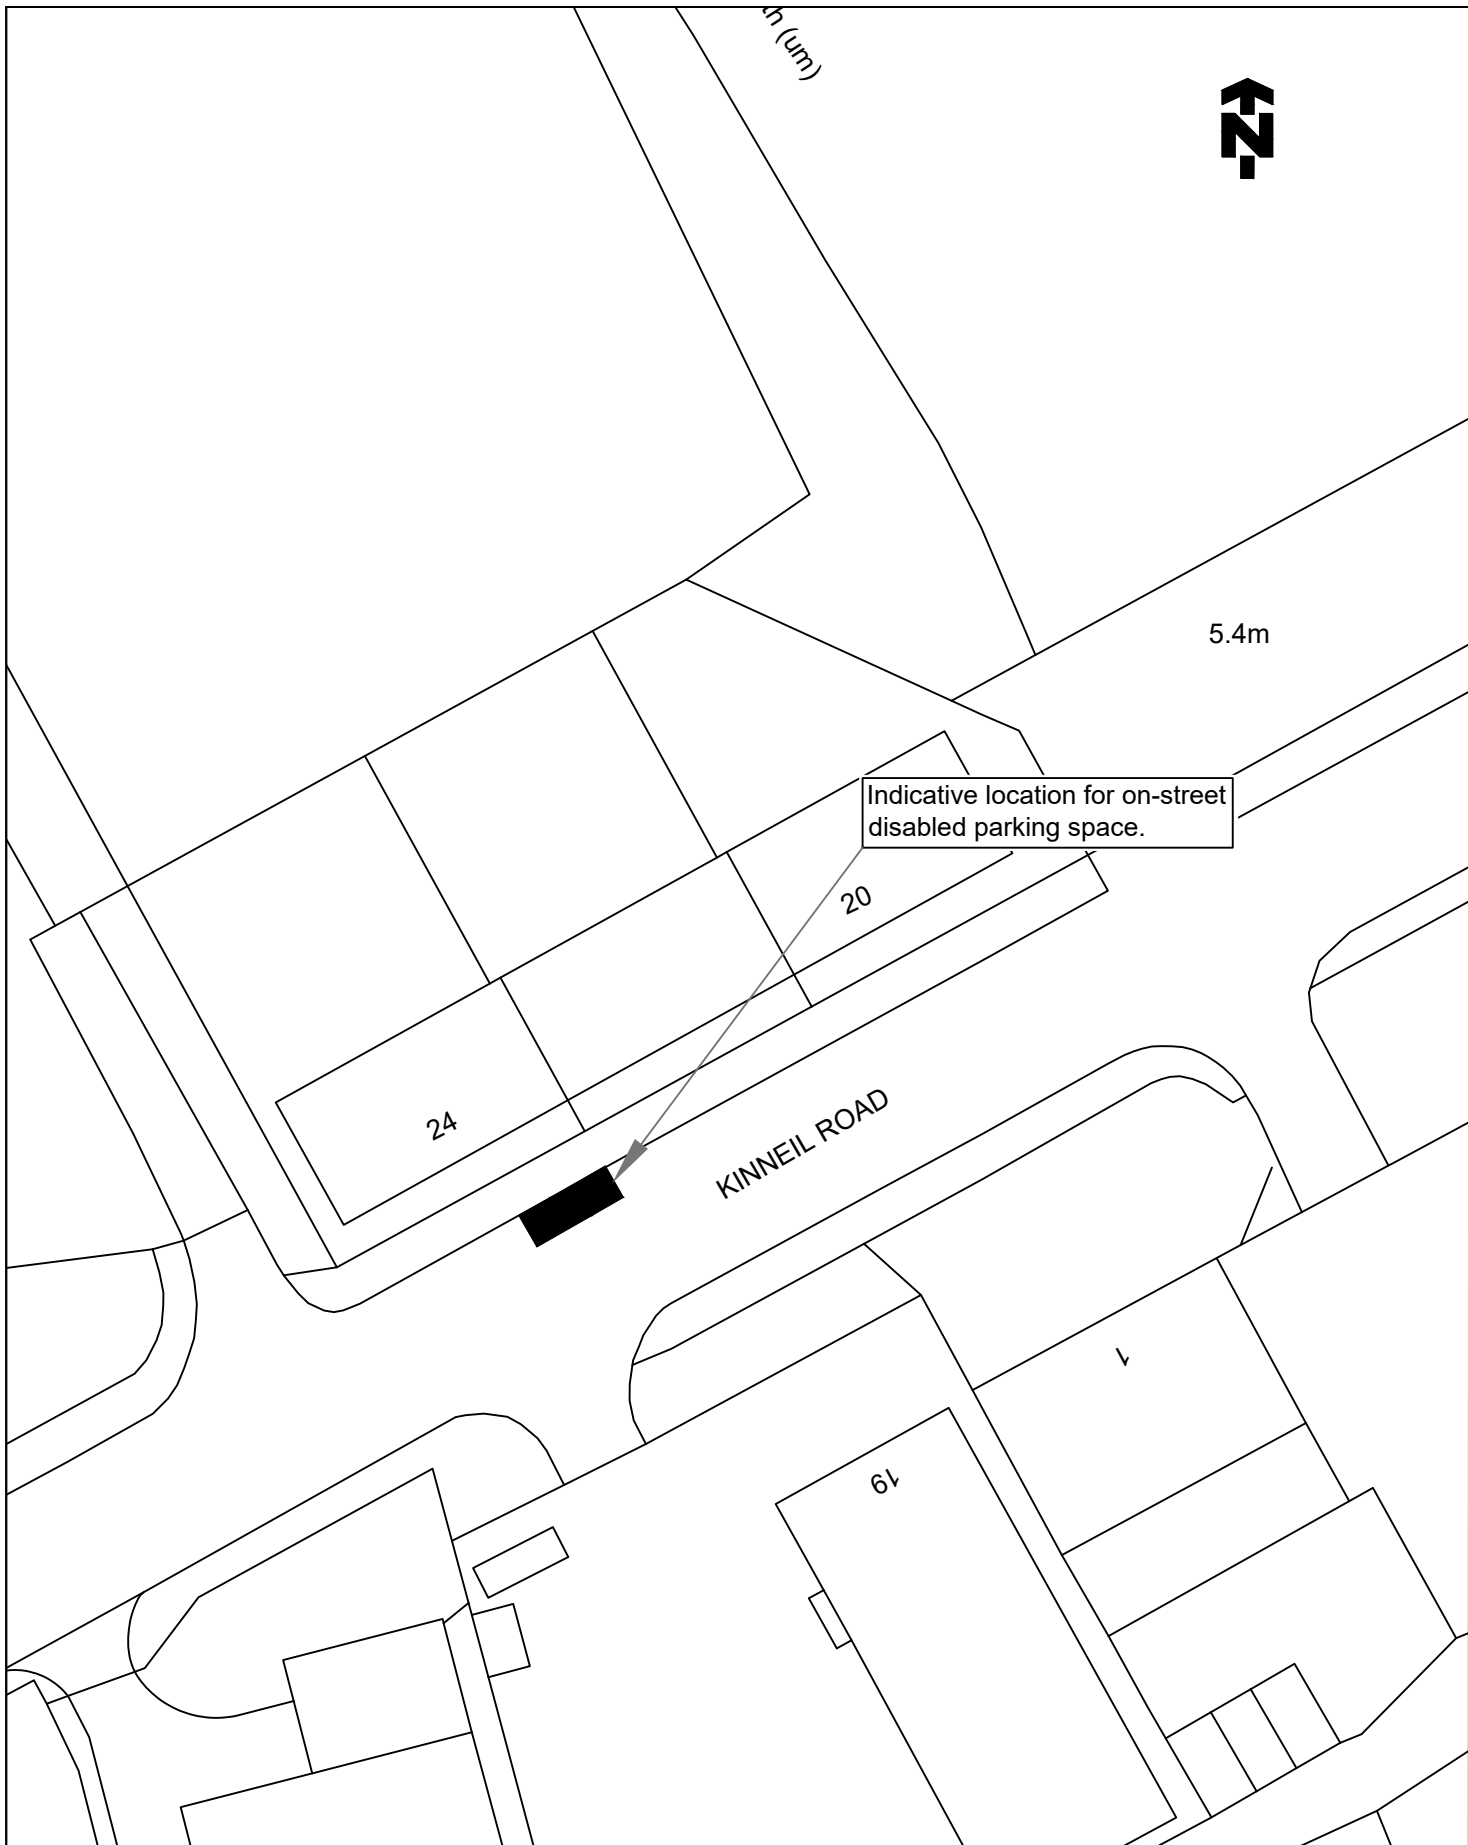 (um)
N
5.4m
Indicative location for on-street
disabled parking space.
20
24
KINNEIL ROAD
1
19